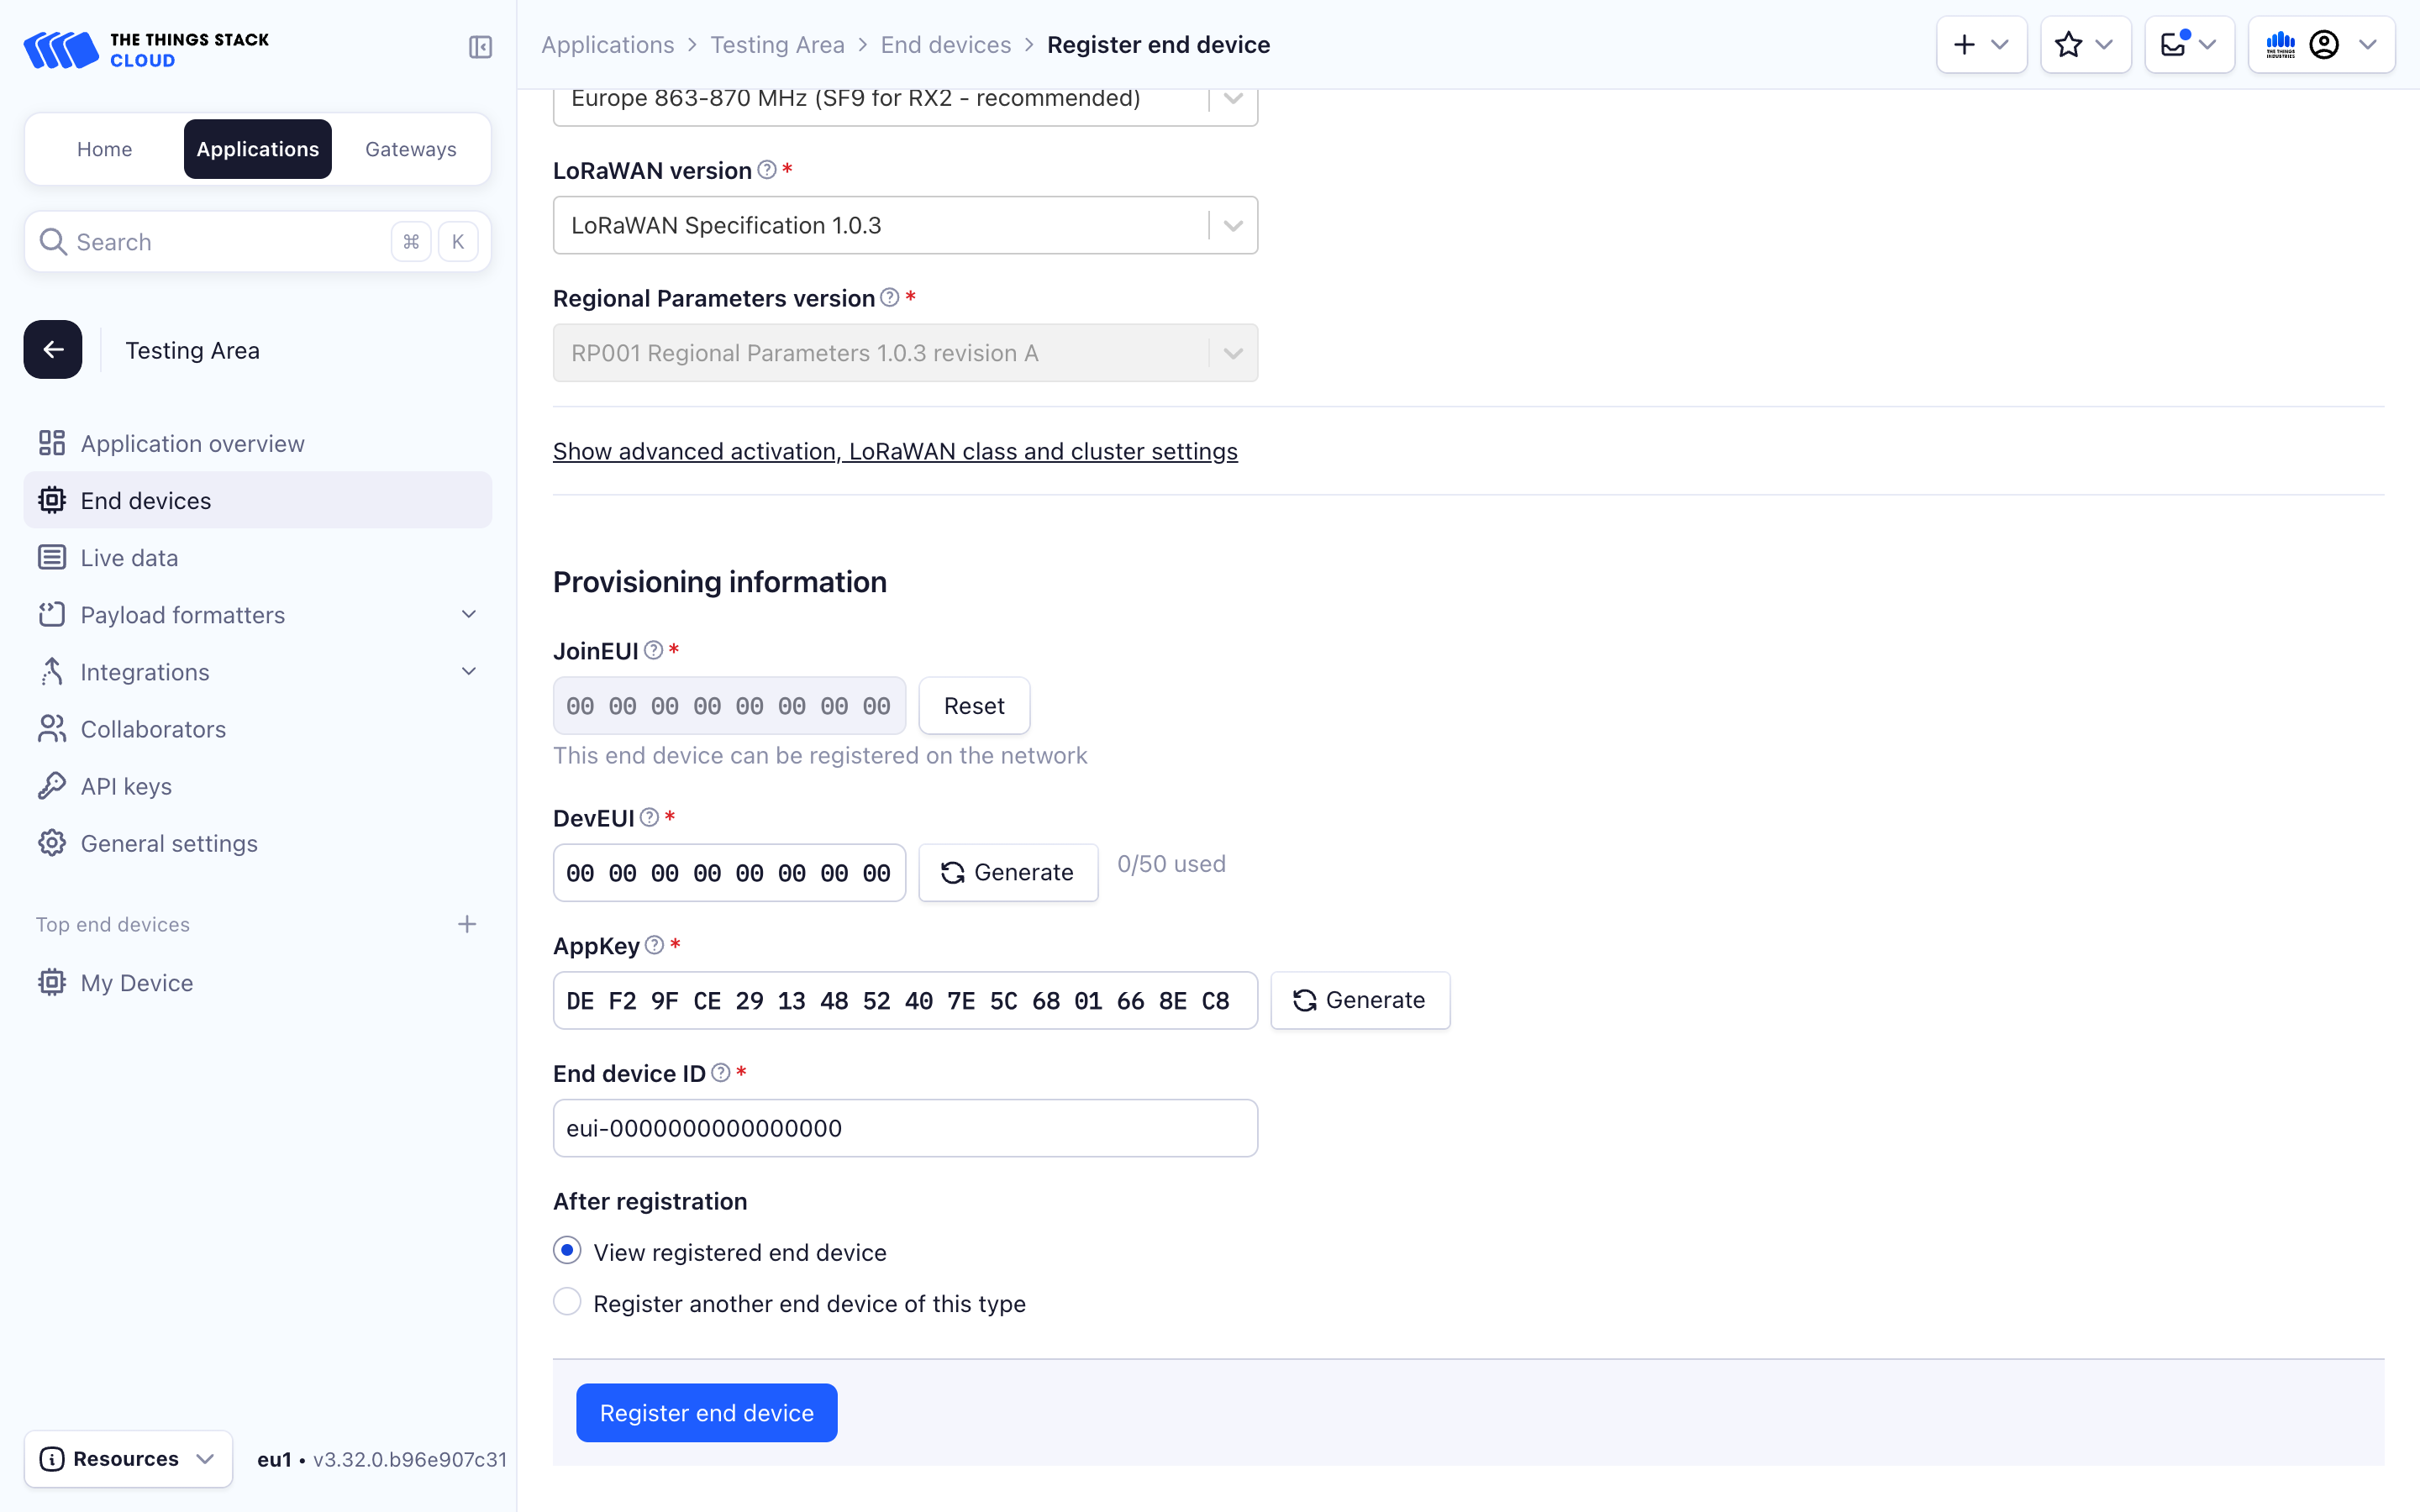 THE THINGS STACK
CLOUD
Applications > Testing Area > End devices > Register end device
THE THINGS
INDUSTRIES
Home
Applications
Gateways
Search
⌘ K
Testing Area
Application overview
End devices
Live data
Payload formatters
Integrations
Collaborators
API keys
General settings
Top end devices
My Device
Resources
eu1 • v3.32.0.b96e907c31
Europe 863-870 MHz (SF9 for RX2 - recommended)
LoRaWAN version *
LoRaWAN Specification 1.0.3
Regional Parameters version *
RP001 Regional Parameters 1.0.3 revision A
Show advanced activation, LoRaWAN class and cluster settings
Provisioning information
JoinEUI *
00 00 00 00 00 00 00 00
Reset
This end device can be registered on the network
DevEUI *
00 00 00 00 00 00 00 00
Generate
0/50 used
AppKey *
DE F2 9F CE 29 13 48 52 40 7E 5C 68 01 66 8E C8
Generate
End device ID *
eui-0000000000000000
After registration
View registered end device
Register another end device of this type
Register end device